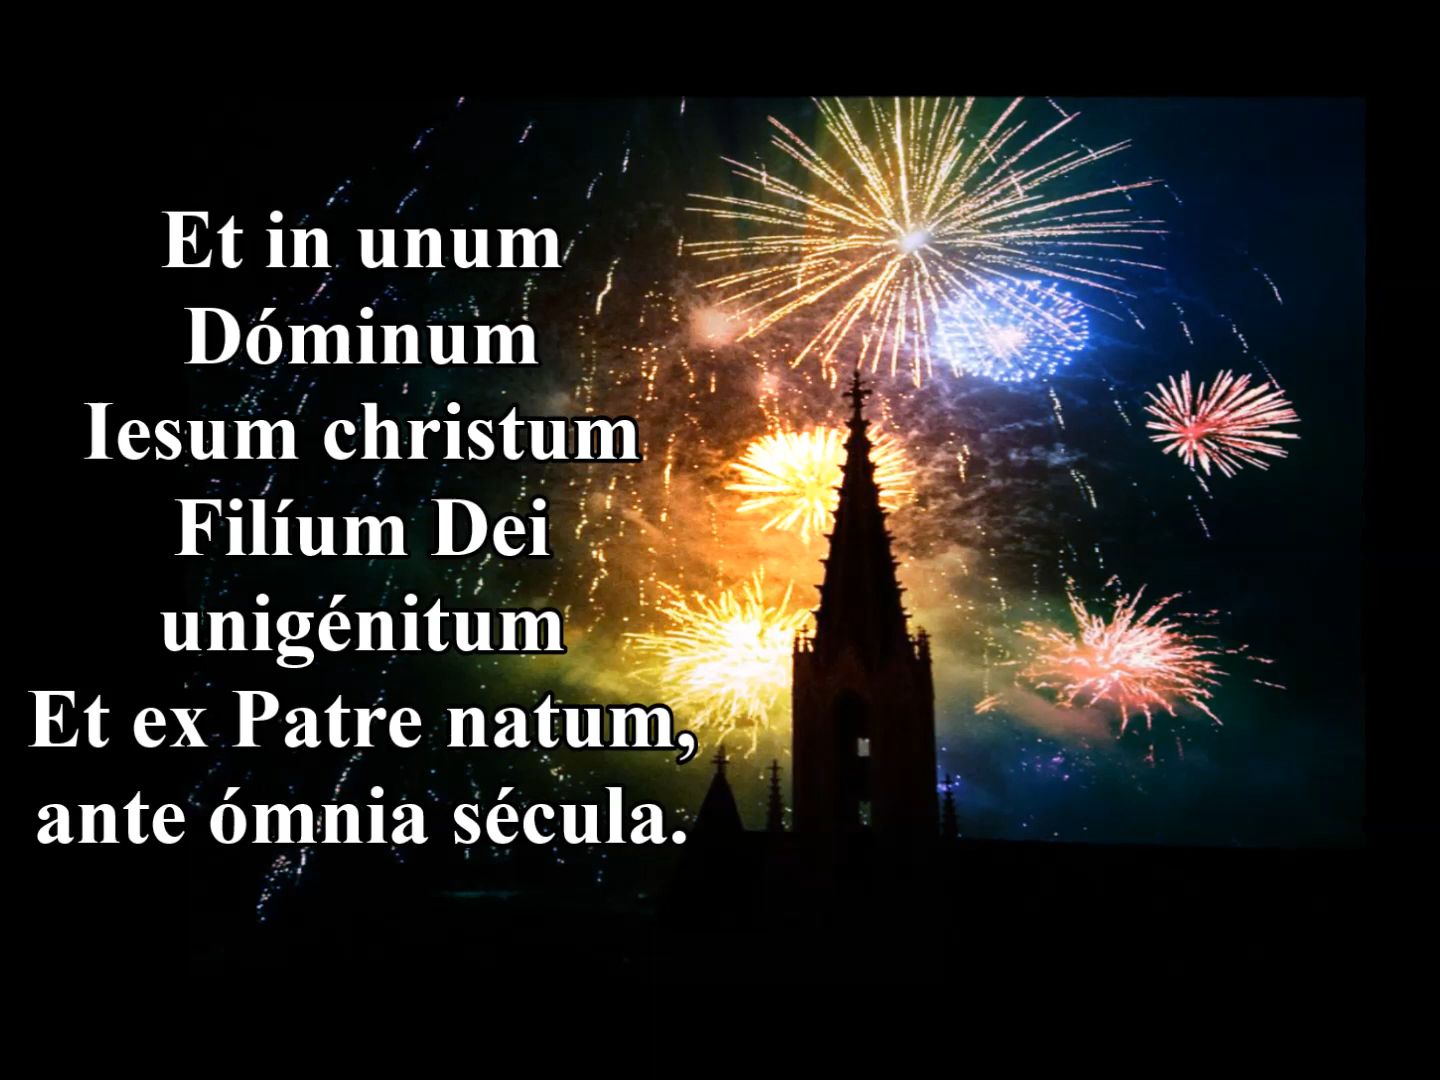 Et in unum
Dóminum
Iesum christum
Filíum Dei
unigénitum
Et ex Patre natum,
ante ómnia sécula.